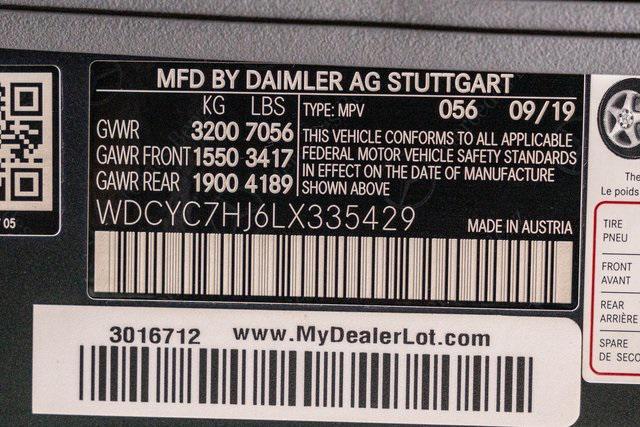 MFD BY DAIMLER AG STUTTGART
KG LBS
GWWR 3200 7056
GAWR FRONT 1550 3417
GAWR REAR 1900 4189
TYPE: MPV 056 09/19
THIS VEHICLE CONFORMS TO ALL APPLICABLE
FEDERAL MOTOR VEHICLE SAFETY STANDARDS
IN EFFECT ON THE DATE OF MANUFACTURE
SHOWN ABOVE
WDCYC7HJ6LX335429
MADE IN AUSTRIA
05
3016712 www.MyDealerLot.com
The
Le poids
TIRE
PNEU
FRONT
AVANT
REAR
ARRIÈRE
SPARE
DE SECO